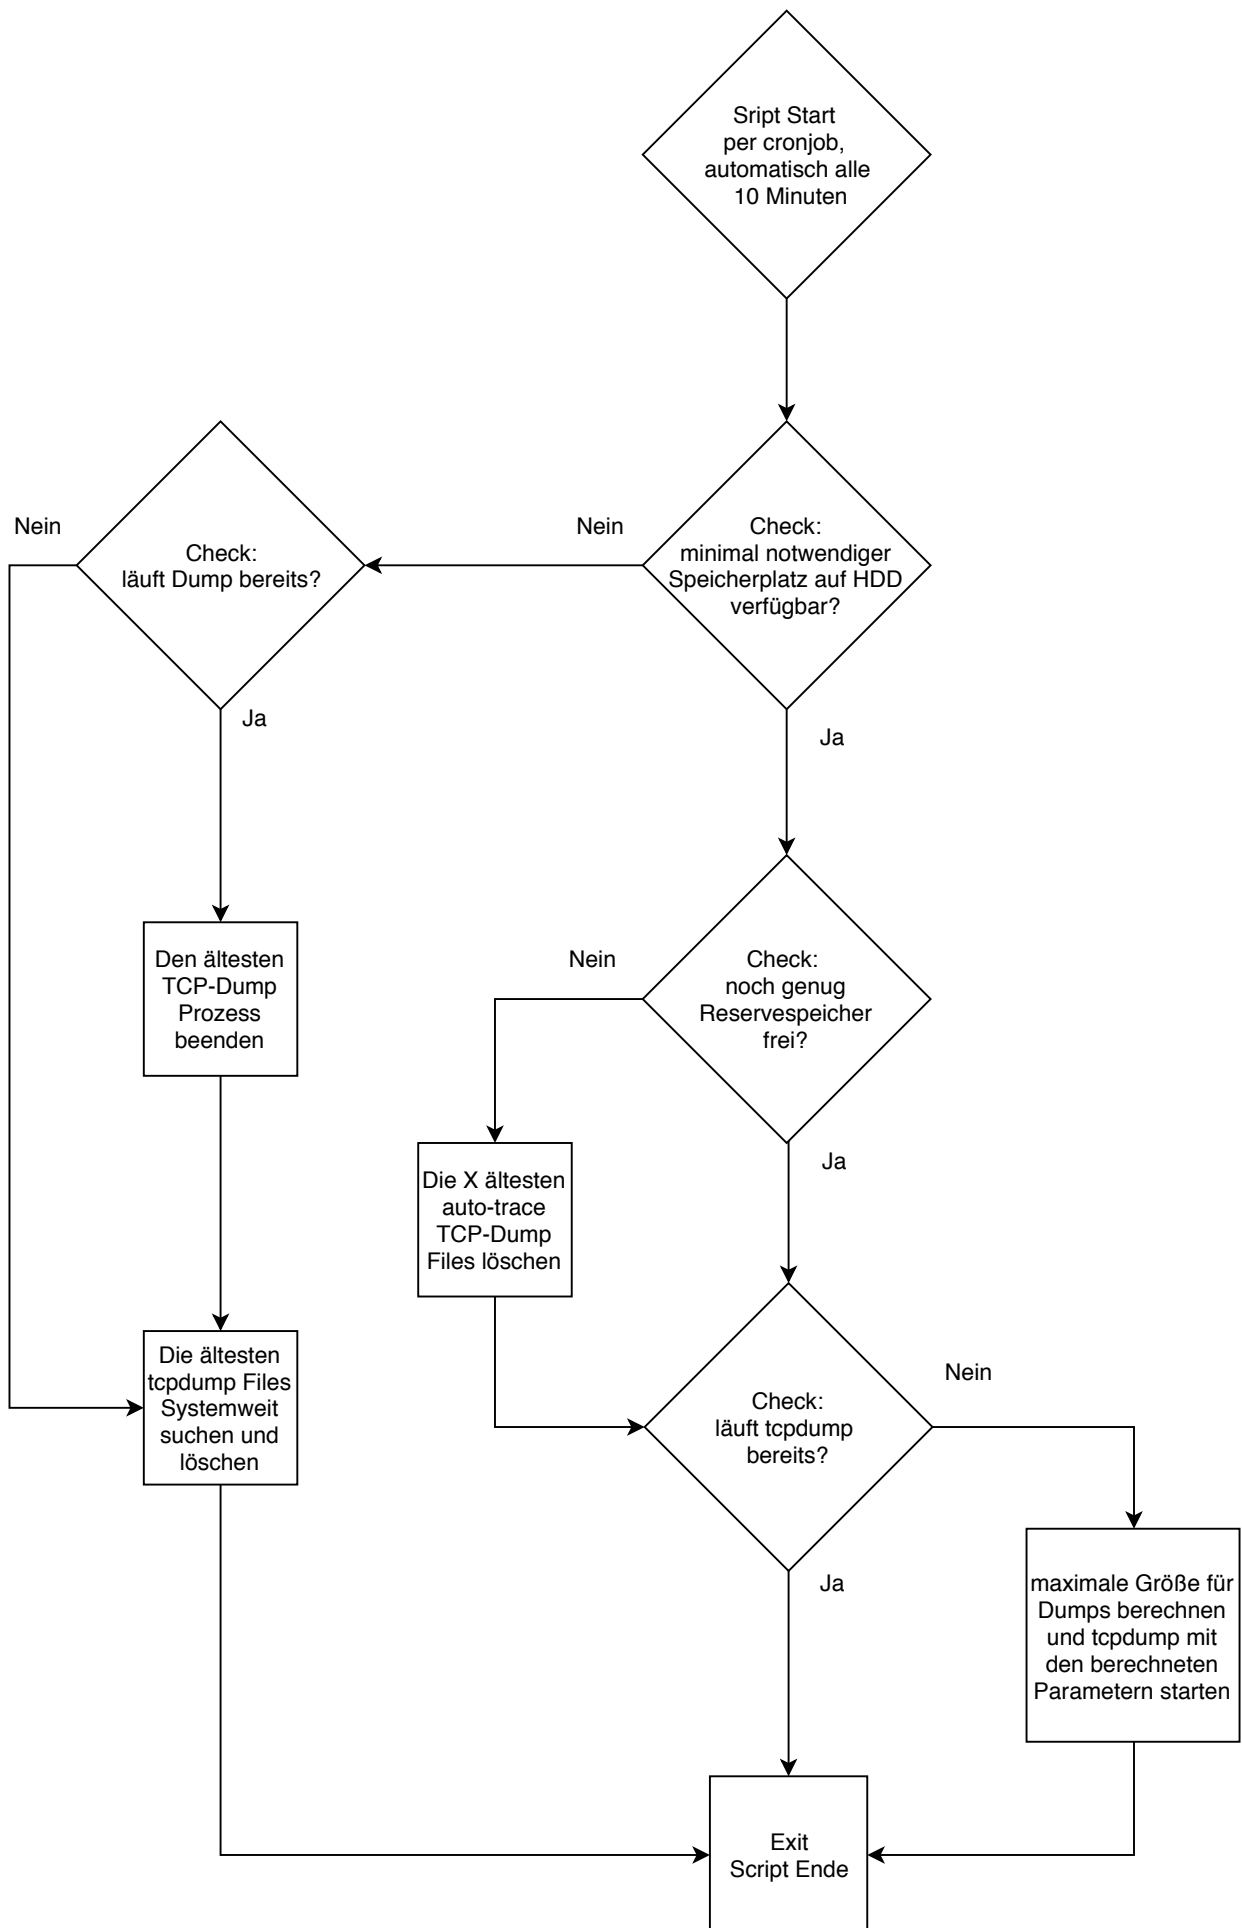 Sript Start
per cronjob,
automatisch alle
10 Minuten
Nein
Check:
läuft Dump bereits?
Nein
Check:
minimal notwendiger
Speicherplatz auf HDD
verfügbar?
Ja
Ja
Den ältesten
TCP-Dump
Prozess
beenden
Nein
Check:
noch genug
Reservespeicher
frei?
Ja
Die X ältesten
auto-trace
TCP-Dump
Files löschen
Die ältesten
tcpdump Files
Systemweit
suchen und
löschen
Check:
läuft tcpdump
bereits?
Nein
Ja
maximale Größe für
Dumps berechnen
und tcpdump mit
den berechneten
Parametern starten
Exit
Script Ende